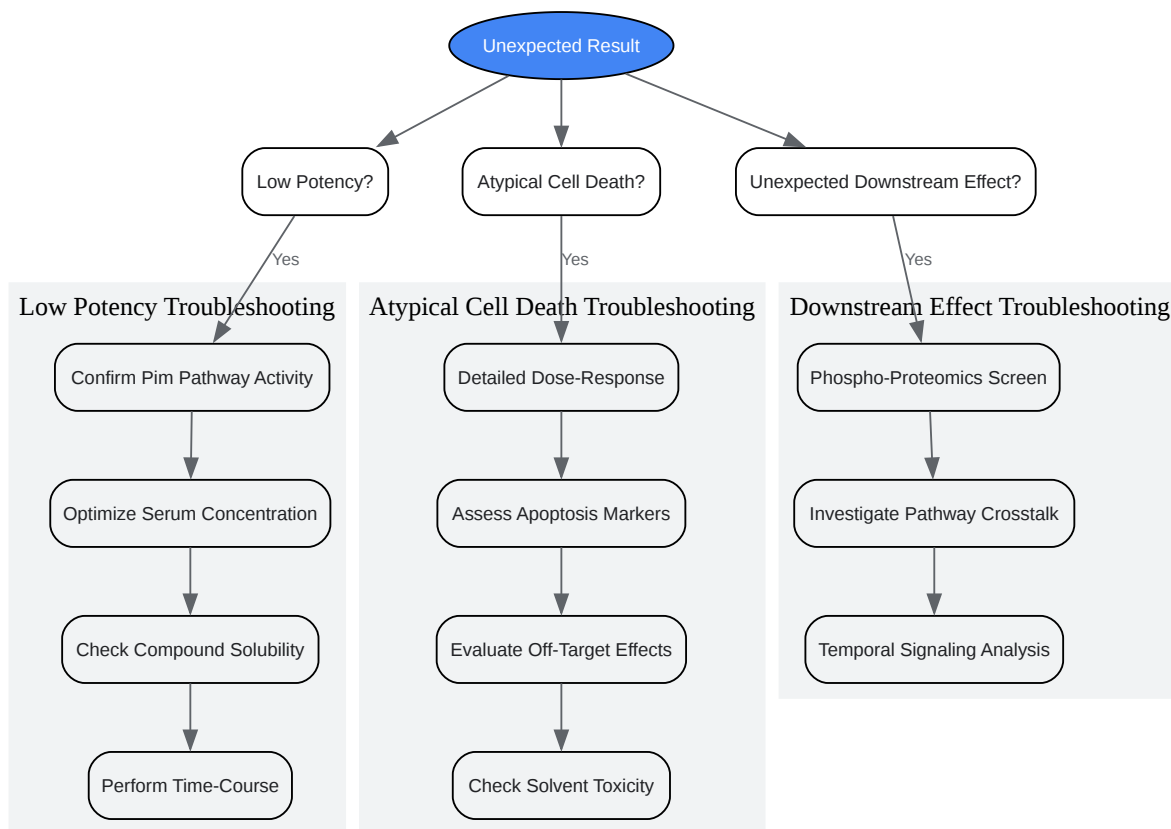 Unexpected Result
Low Potency?
Atypical Cell Death?
Unexpected Downstream Effect?
Yes
Yes
Yes
Low Potency Troubleshooting
Atypical Cell Death Troubleshooting
Downstream Effect Troubleshooting
Confirm Pim Pathway Activity
Detailed Dose-Response
Phospho-Proteomics Screen
Optimize Serum Concentration
Assess Apoptosis Markers
Investigate Pathway Crosstalk
Check Compound Solubility
Evaluate Off-Target Effects
Temporal Signaling Analysis
Perform Time-Course
Check Solvent Toxicity